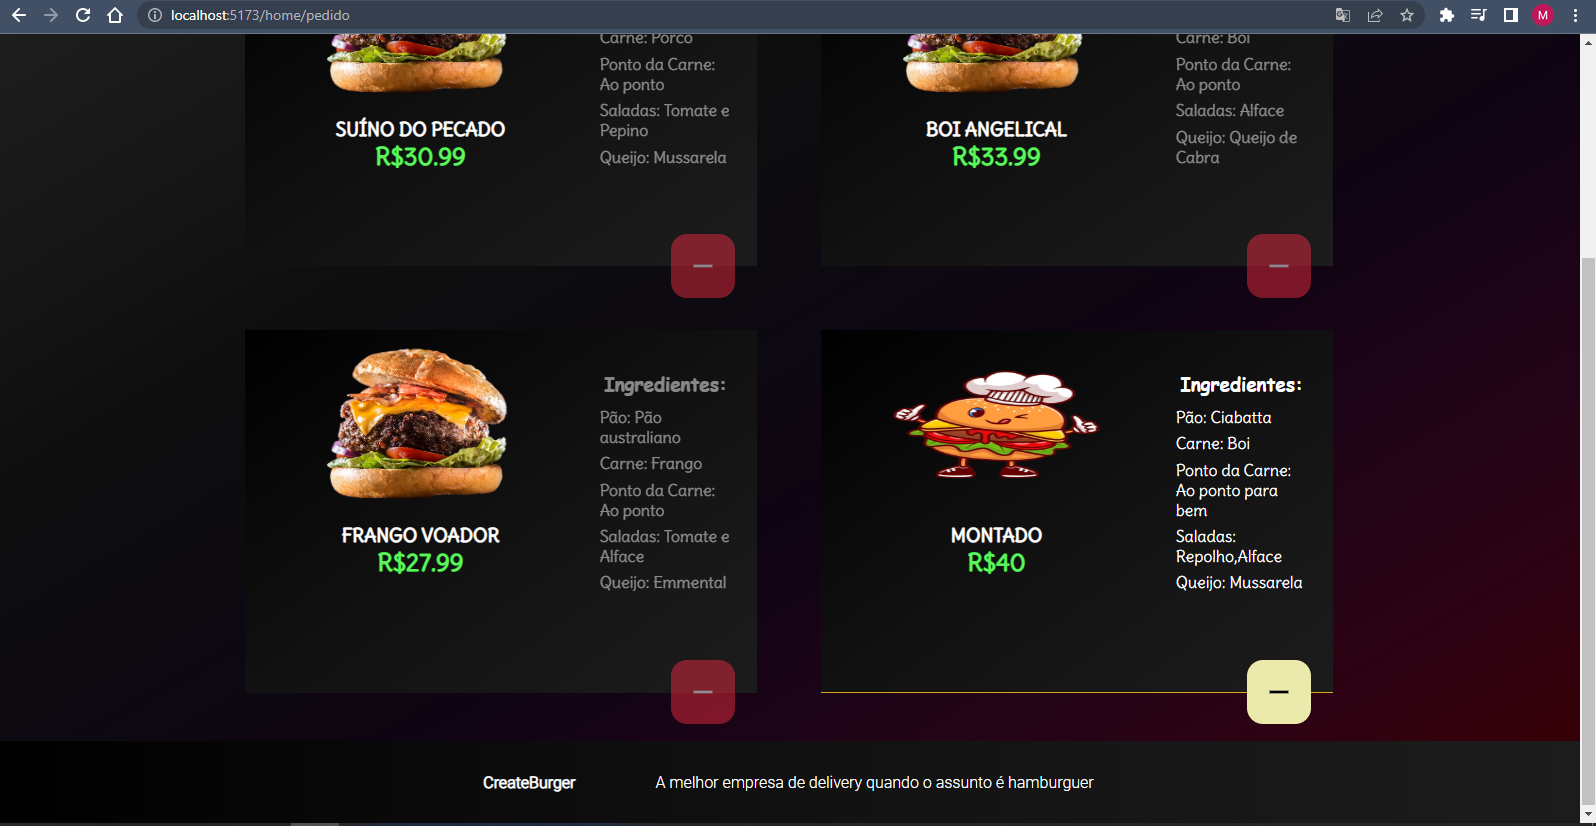 localhost:5173/home/pedido
M
Carne: Porco
Ponto da Carne:
Ao ponto
Saladas: Tomate e
Pepino
Queijo: Mussarela
SUÍNO DO PECADO
R$30.99
Carne: Boi
Ponto da Carne:
Ao ponto
Saladas: Alface
Queijo: Queijo de
Cabra
BOI ANGELICAL
R$33.99
Ingredientes:
Pão: Pão
australiano
Carne: Frango
Ponto da Carne:
Ao ponto
Saladas: Tomate e
Alface
Queijo: Emmental
FRANGO VOADOR
R$27.99
Ingredientes:
Pão: Ciabatta
Carne: Boi
Ponto da Carne:
Ao ponto para
bem
Saladas:
Repolho,Alface
Queijo: Mussarela
MONTADO
R$40
CreateBurger
A melhor empresa de delivery quando o assunto é hamburguer